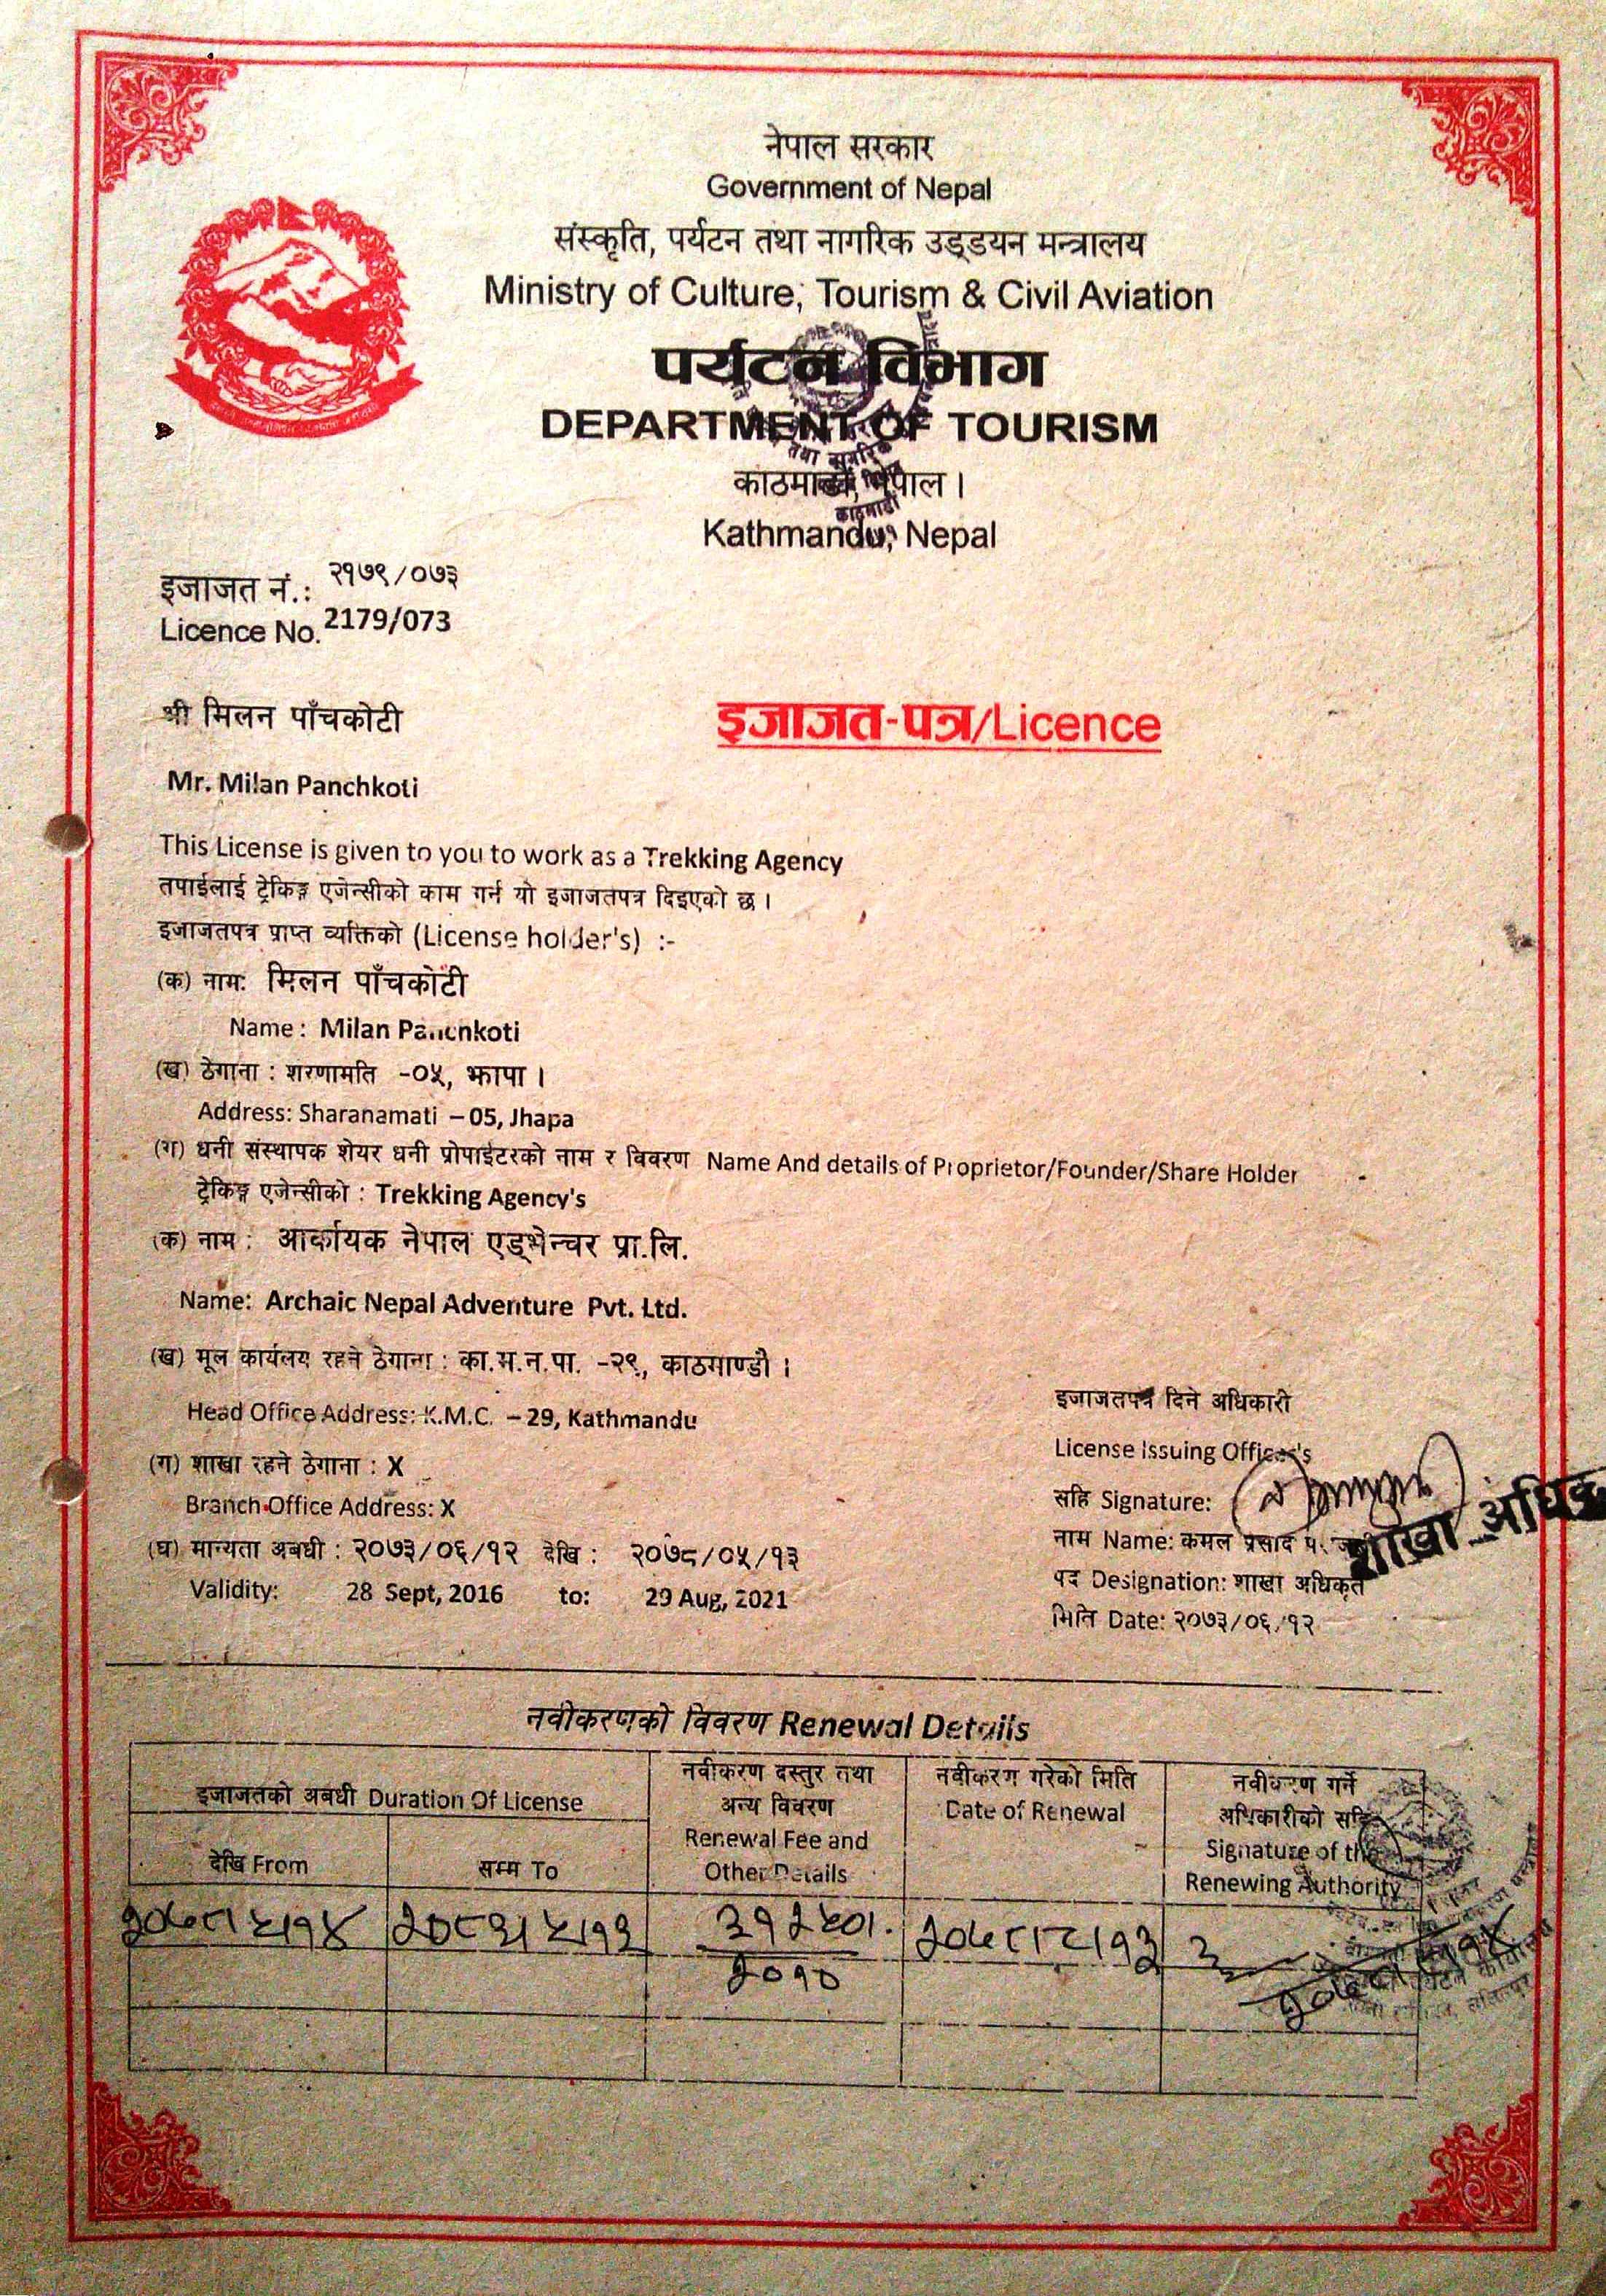 नेपाल सरकार
Government of Nepal
संस्कृति, पर्यटन तथा नागरिक उड्डयन मन्त्रालय
Ministry of Culture, Tourism & Civil Aviation
पर्यटन विभाग
DEPARTMENT OF TOURISM
काठमाडौं, नेपाल ।
Kathmandu, Nepal
इजाजत नं.: २१७९/०७३
Licence No. 2179/073
श्री मिलन पाँचकोटी
इजाजत-पत्र/Licence
Mr. Milan Panchkoti
This License is given to you to work as a Trekking Agency
तपाईलाई ट्रेकिङ्ग एजेन्सीको काम गर्न यो इजाजतपत्र दिइएको छ ।
इजाजतपत्र प्राप्त व्यक्तिको (License holder's) :-
(क) नाम: मिलन पाँचकोटी
Name : Milan Panchkoti
(ख) ठेगाना : शरणामति -०५, झापा ।
Address: Sharanamati – 05, Jhapa
(ग) धनी संस्थापक शेयर धनी प्रोपाईटरको नाम र विवरण Name And details of Proprietor/Founder/Share Holder
ट्रेकिङ्ग एजेन्सीको : Trekking Agency's
(क) नाम : आर्कायक नेपाल एड्भेन्चर प्रा.लि.
Name: Archaic Nepal Adventure Pvt. Ltd.
(ख) मूल कार्यलय रहने ठेगाना : का.म.न.पा. -२९, काठमाण्डौ ।
Head Office Address: K.M.C. – 29, Kathmandu
(ग) शाखा रहने ठेगाना : X
Branch Office Address: X
(घ) मान्यता अबधी : २०७३/०६/१२ देखि : २०७८/०५/१३
Validity: 28 Sept, 2016 to: 29 Aug, 2021
इजाजतपत्र दिने अधिकारी
License Issuing Officer's
सहि Signature:
शाखा अधिकृ
नाम Name: कमल प्रसाद
पद Designation: शाखा अधिकृत
मिति Date: २०७३/०६/१२
नवीकरणको विवरण Renewal Details
इजाजतको अबधी Duration Of License
देखि From
सम्म To
नवीकरण दस्तुर तथा
अन्य विवरण
Renewal Fee and
Other Details
नवीकरण गरेको मिति
Date of Renewal
नवीकरण गर्ने
अधिकारीको सहि
Signature of the
Renewing Authority
२०७८।५।१४
२०८३।५।१३
२०७८।८।१३